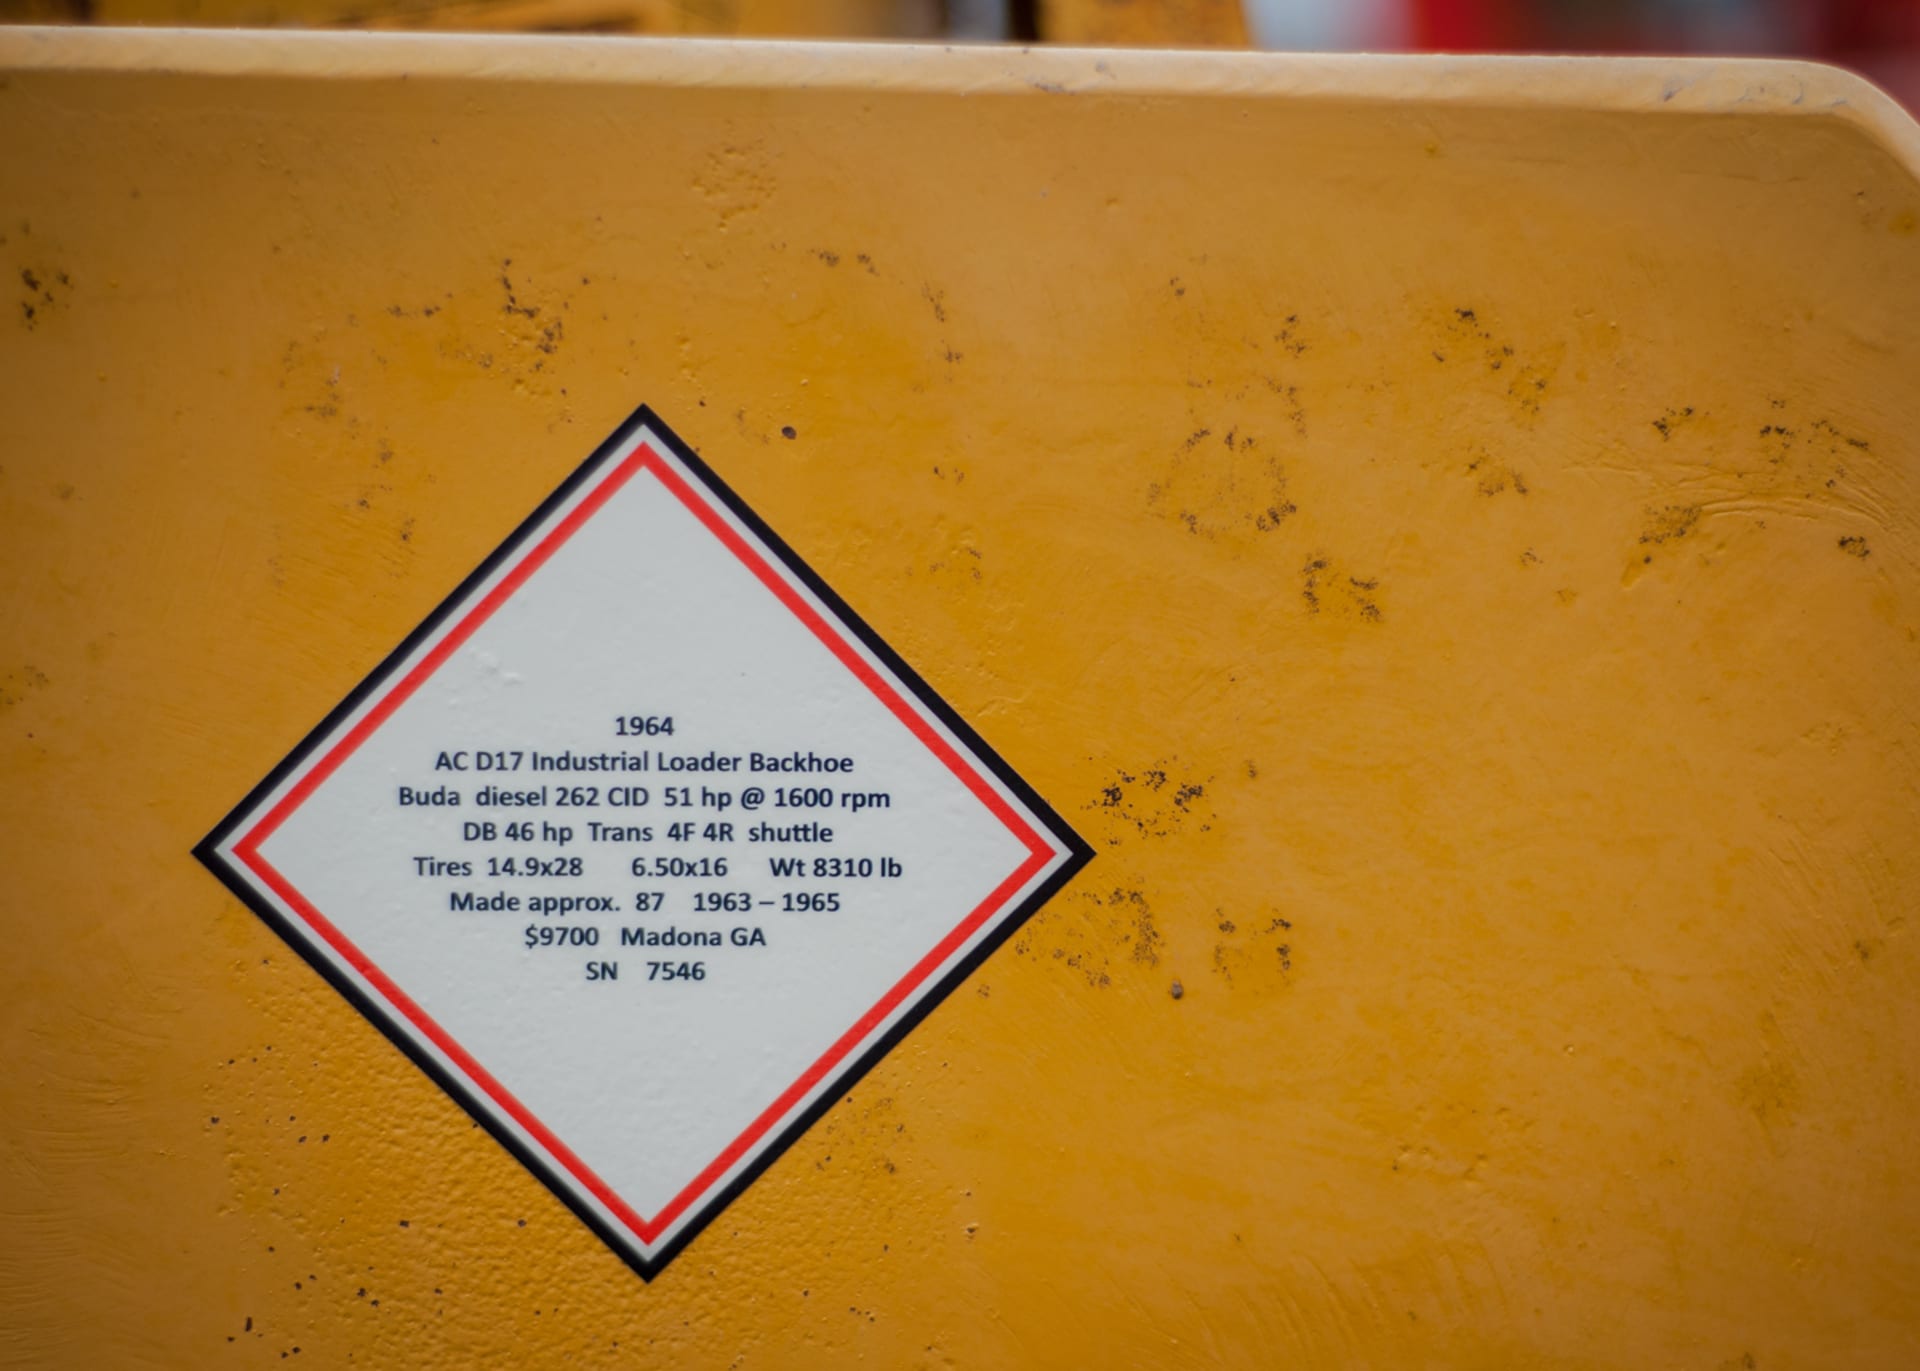 1964
AC D17 Industrial Loader Backhoe
Buda diesel 262 CID 51 hp @ 1600 rpm
DB 46 hp Trans 4F 4R shuttle
Tires 14.9x28 6.50x16 Wt 8310 lb
Made approx. 87 1963 – 1965
$9700 Madona GA
SN 7546